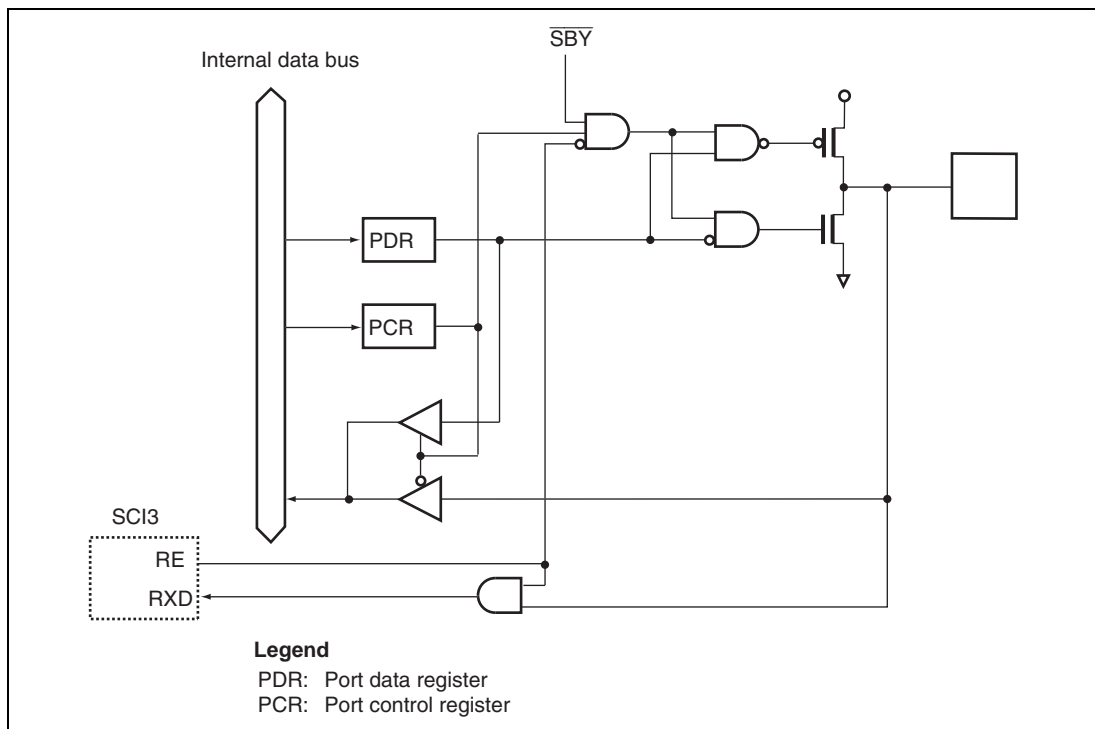 SBY
Internal data bus
PDR
PCR
SCI3
RE
RXD
Legend
PDR: Port data register
PCR: Port control register